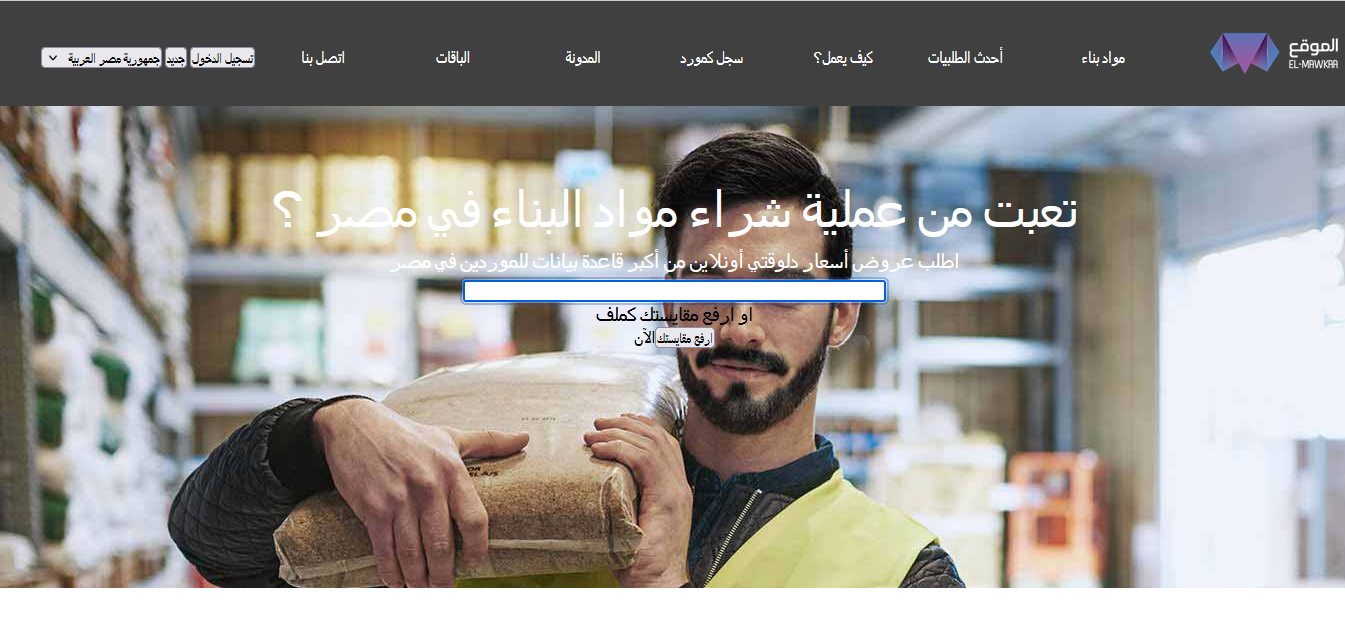 الموقع
EL-MAWKAA
مواد بناء
أحدث الطلبيات
كيف يعمل؟
سجل كمورد
المدونة
الباقات
اتصل بنا
تسجيل الدخول
جديد
جمهورية مصر العربية
تعبت من عملية شراء مواد البناء في مصر ؟
اطلب عروض أسعار دلوقتي أونلاين من أكبر قاعدة بيانات للموردين في مصر
او ارفع مقايستك كملف
ارفع مقايستك الآن